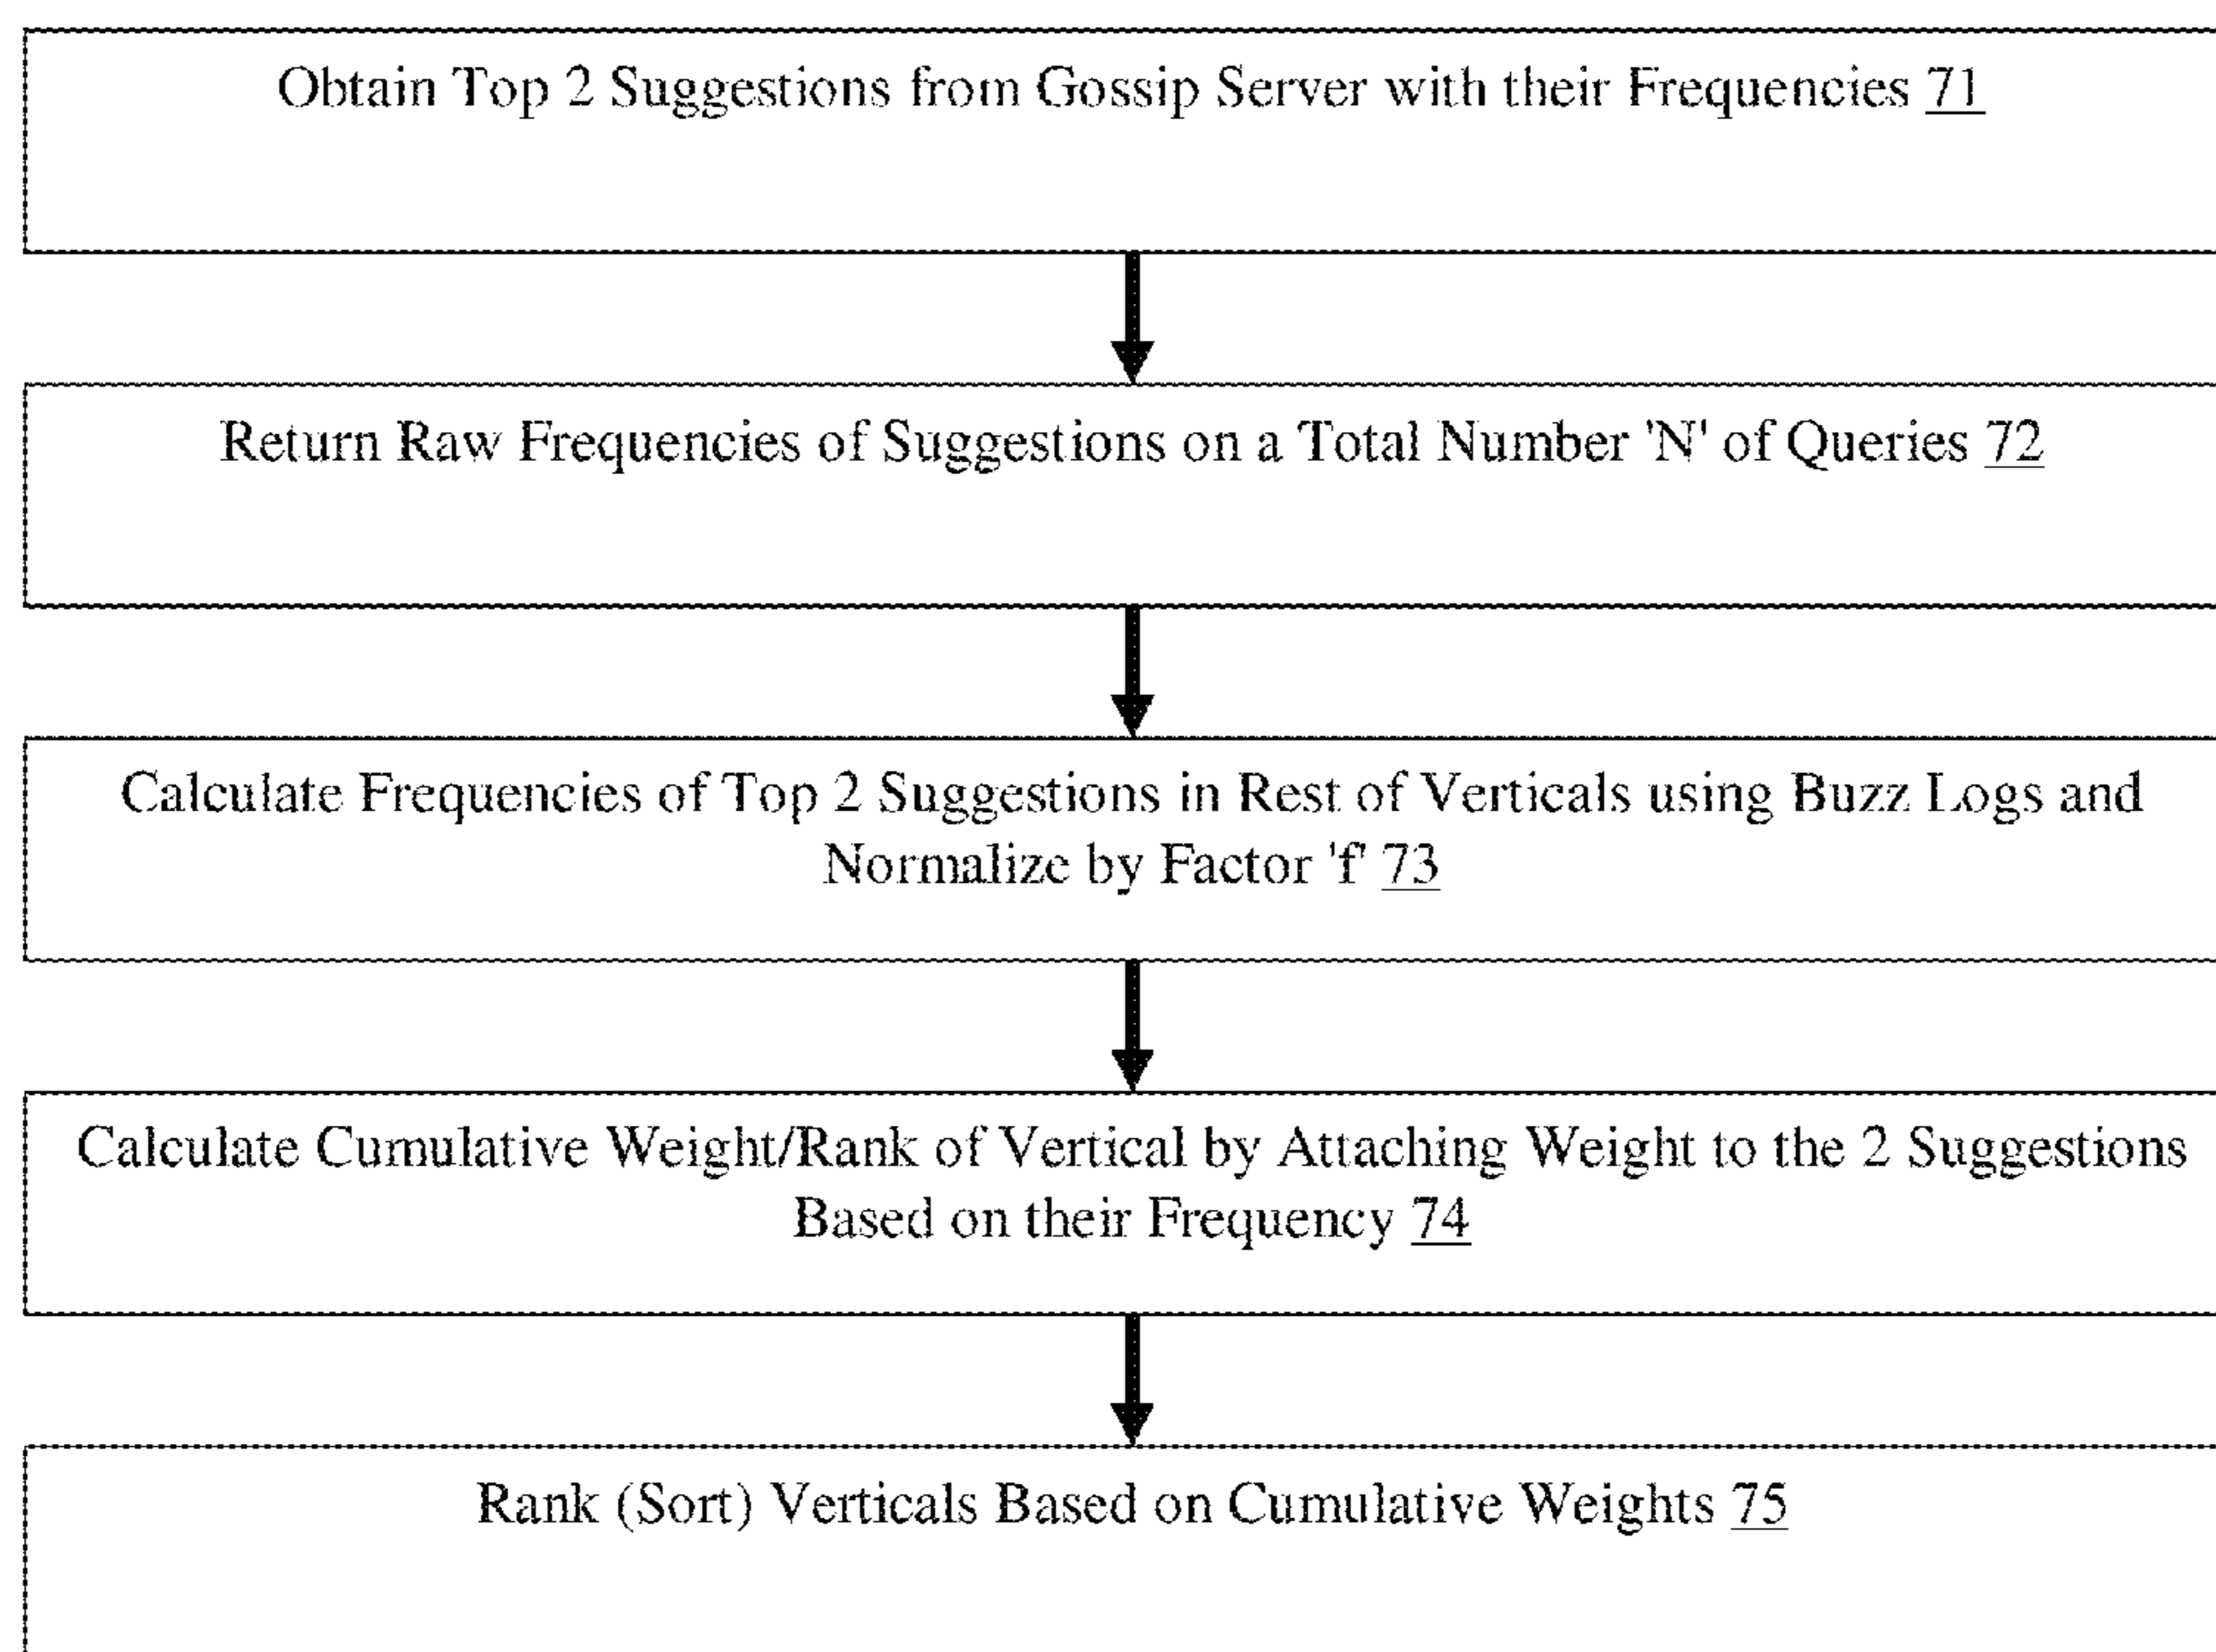 Obtain Top 2 Suggestions from Gossip Server with their Frequencies 71
Return Raw Frequencies of Suggestions on a Total Number 'N' of Queries 72
Calculate Frequencies of Top 2 Suggestions in Rest of Verticals using Buzz Logs and
Normalize by Factor 'f' 73
Calculate Cumulative Weight/Rank of Vertical by Attaching Weight to the 2 Suggestions
Based on their Frequency 74
Rank (Sort) Verticals Based on Cumulative Weights 75